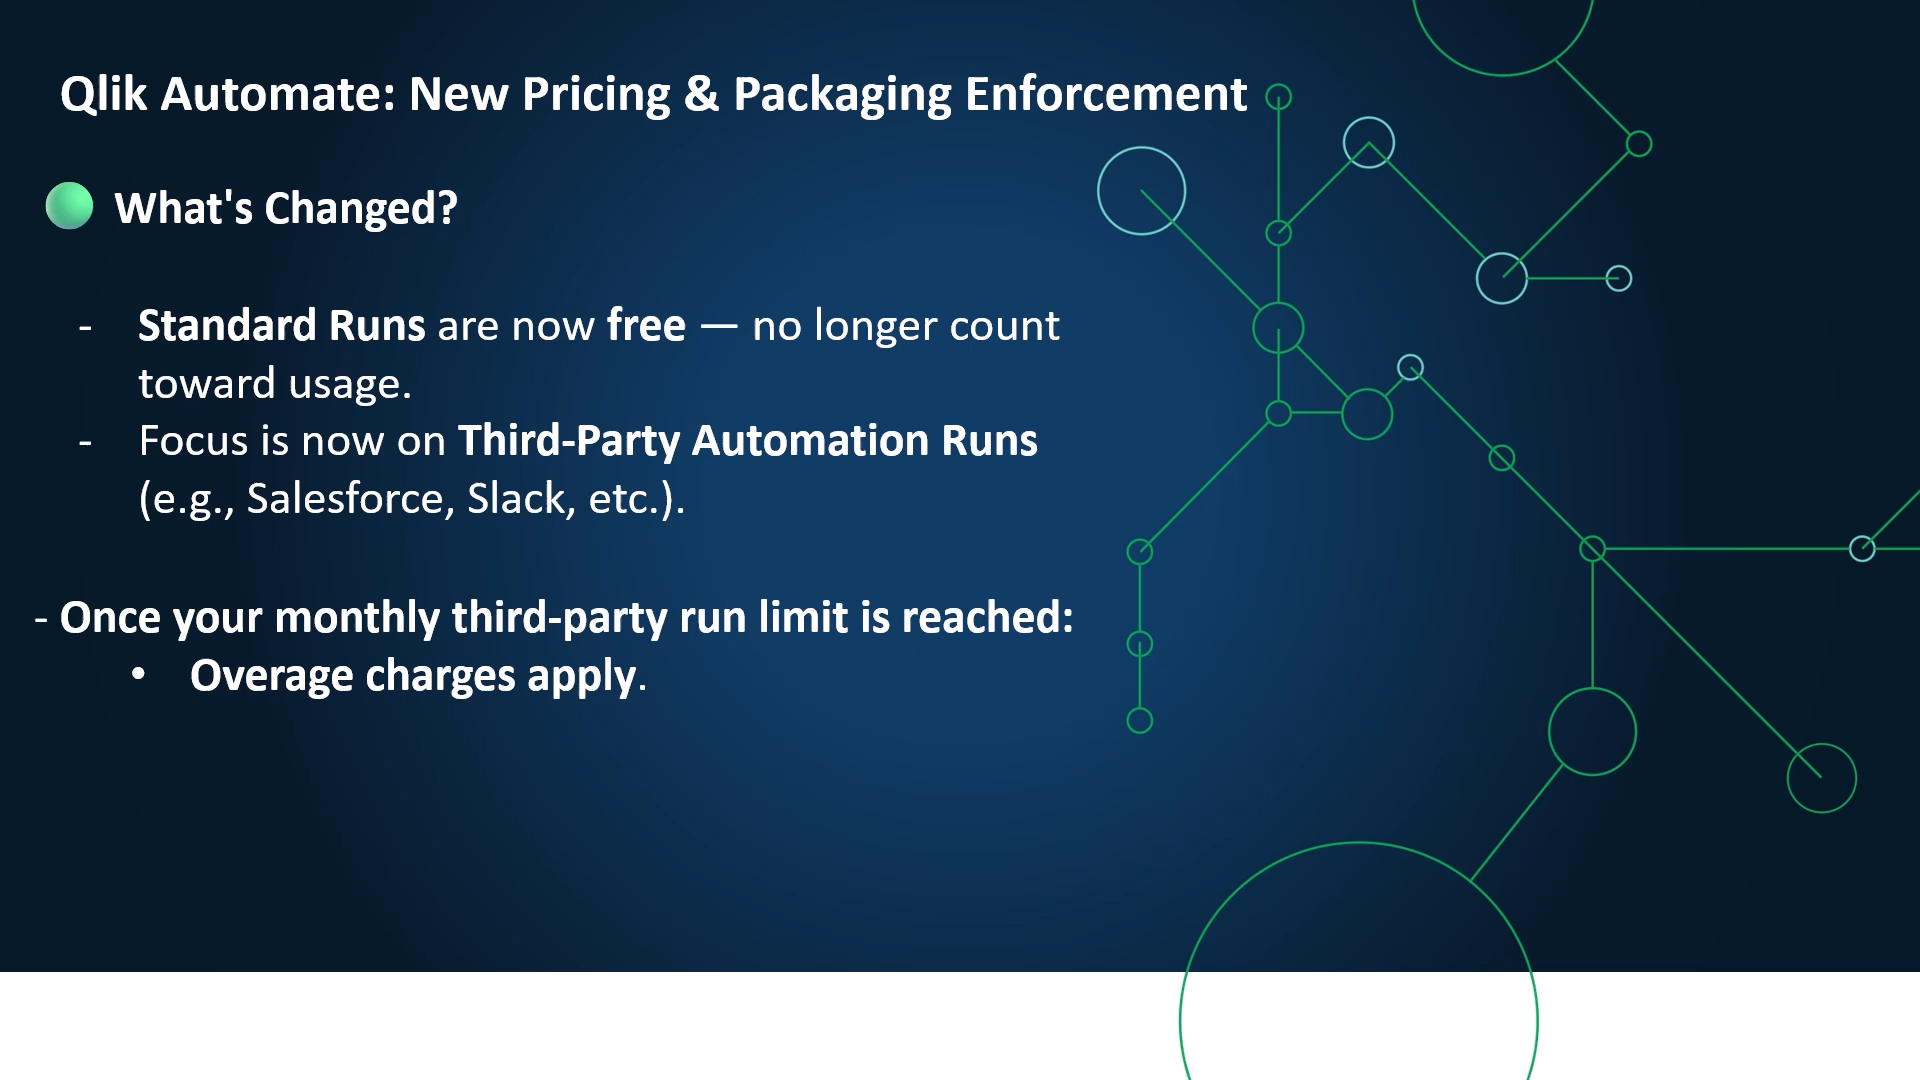 Qlik Automate: New Pricing & Packaging Enforcement
What's Changed?
- Standard Runs are now free — no longer count
toward usage.
- Focus is now on Third-Party Automation Runs
(e.g., Salesforce, Slack, etc.).
- Once your monthly third-party run limit is reached:
• Overage charges apply.